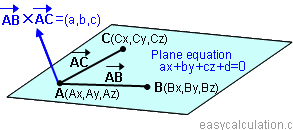 AB×AC=(a,b,c)
C(Cx,Cy,Cz)
Plane equation
ax+by+cz+d=0
AC
AB
A(Ax,Ay,Az)
B(Bx,By,Bz)
easycalculation.c